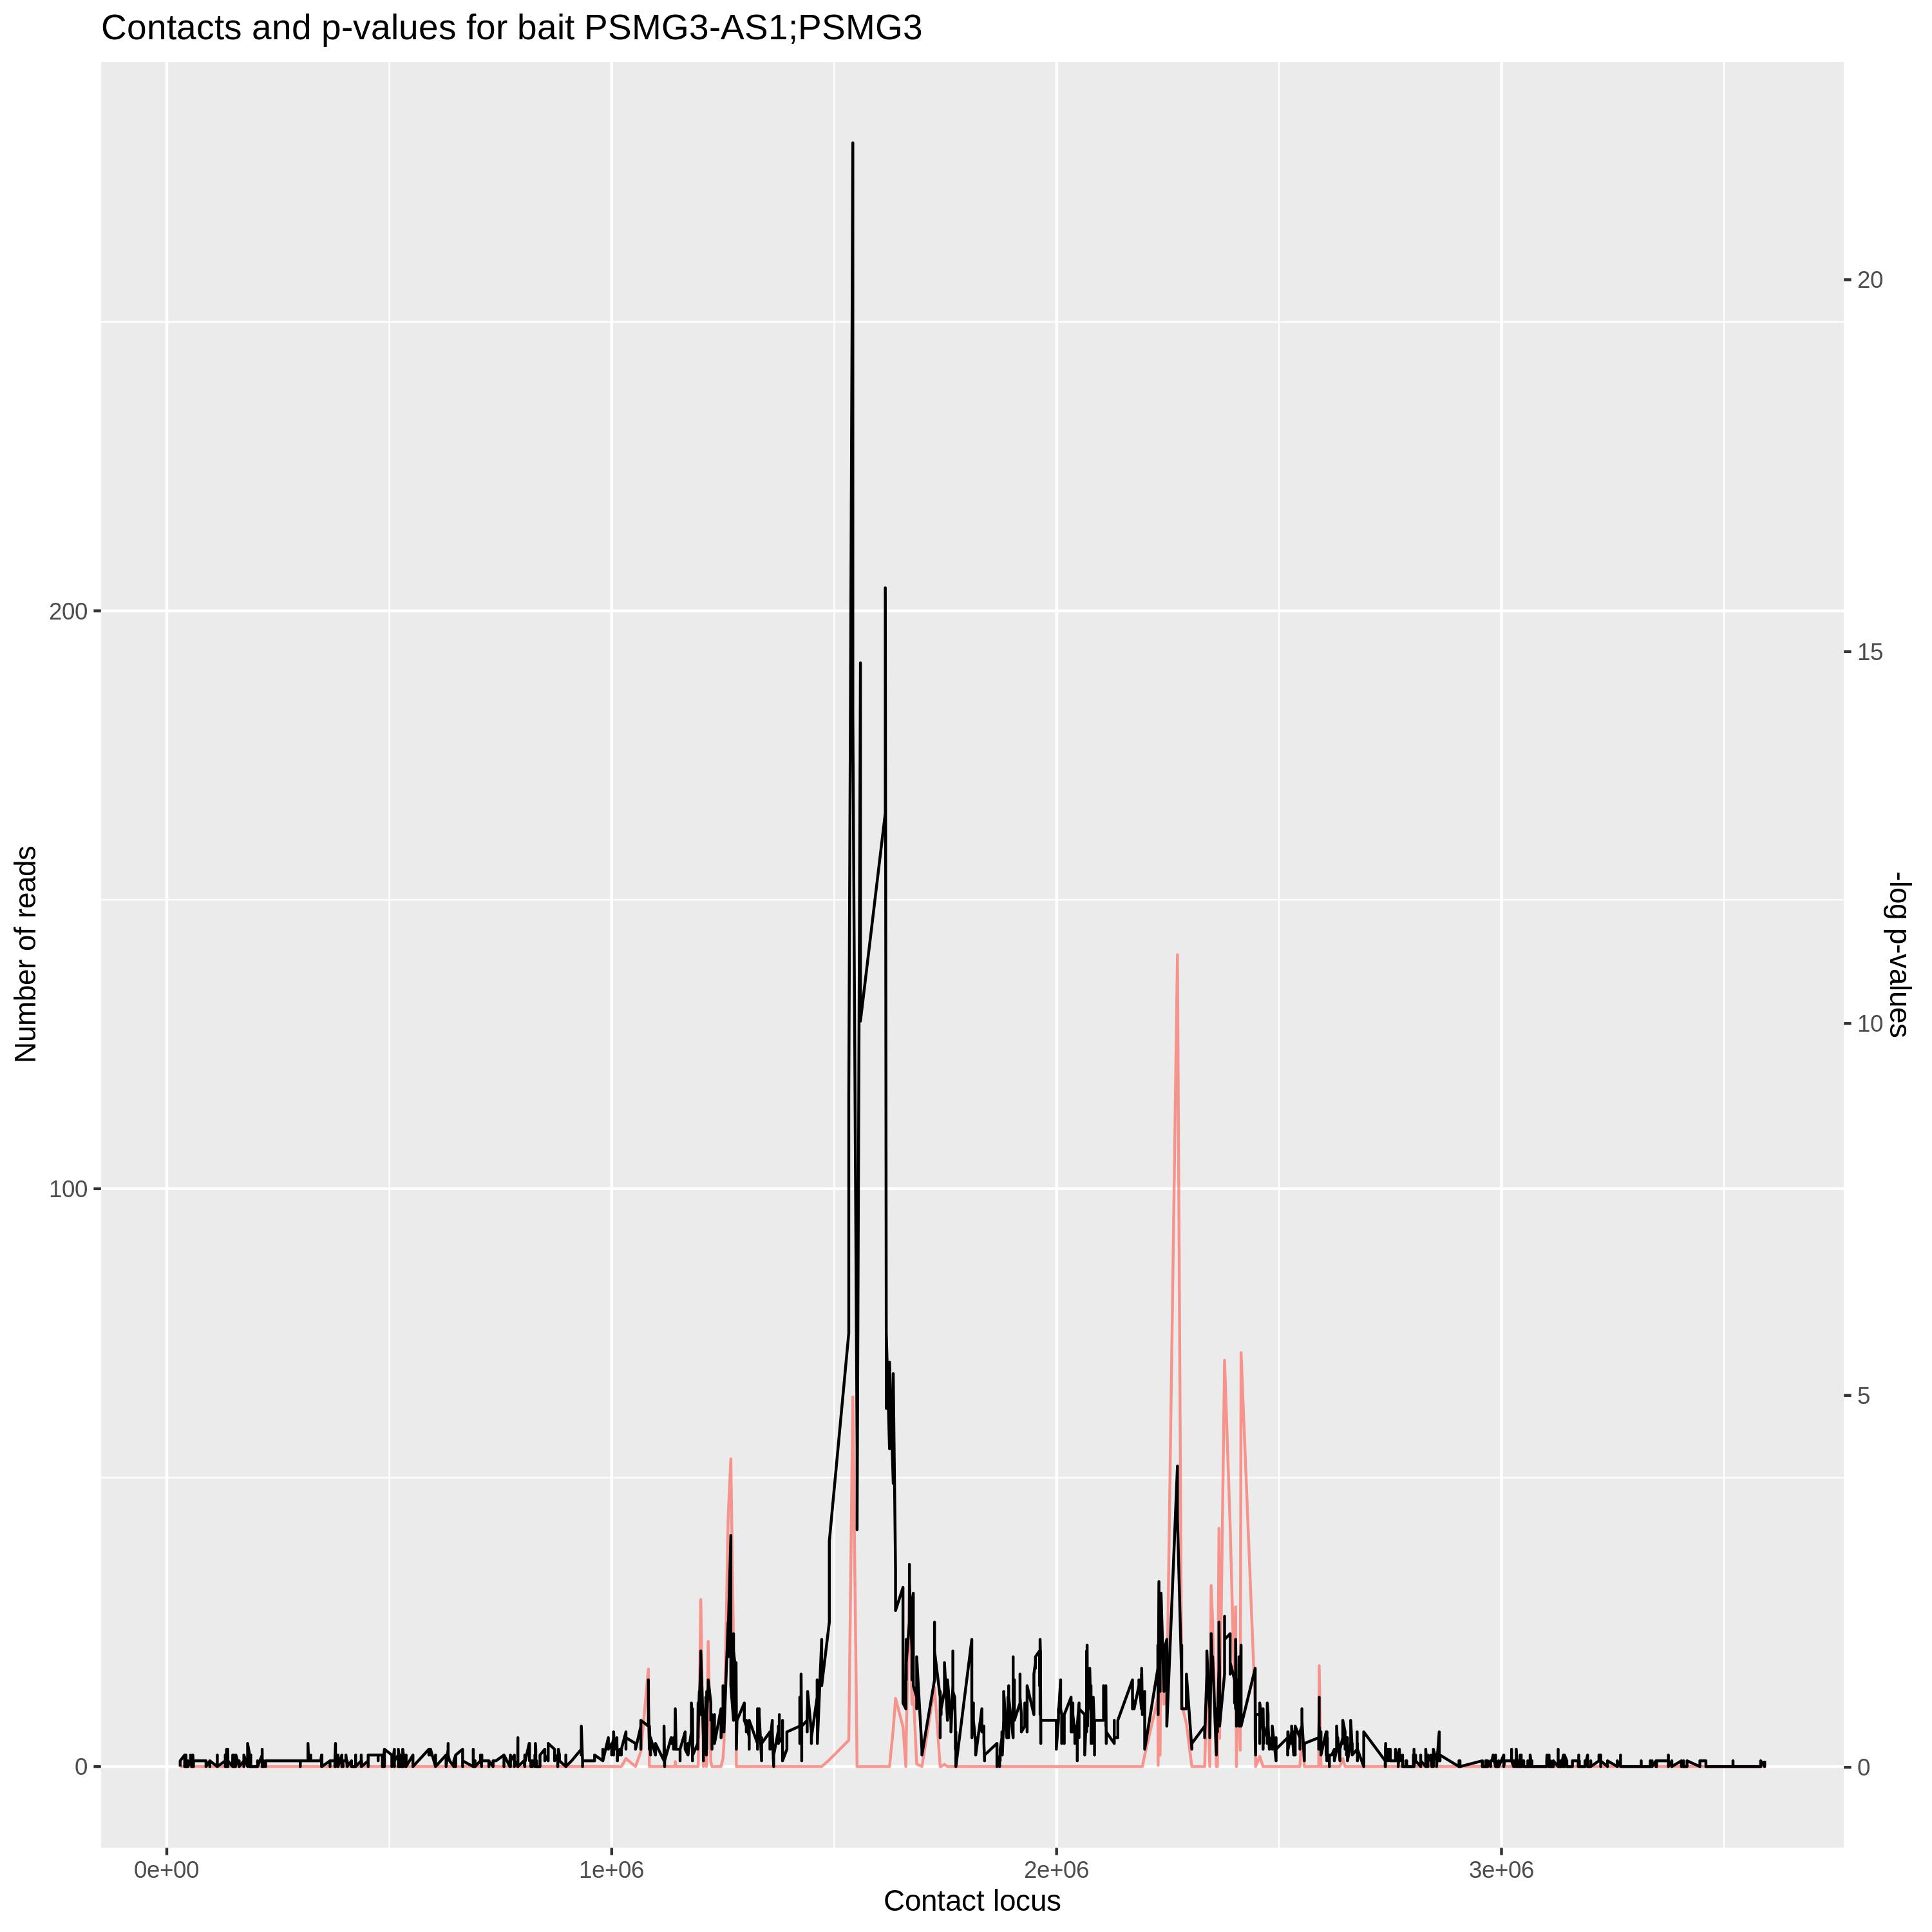 Contacts and p-values for bait PSMG3-AS1;PSMG3
Number of reads
200
100
0
20
15
10
5
0
-log p-values
0e+00
1e+06
2e+06
3e+06
Contact locus